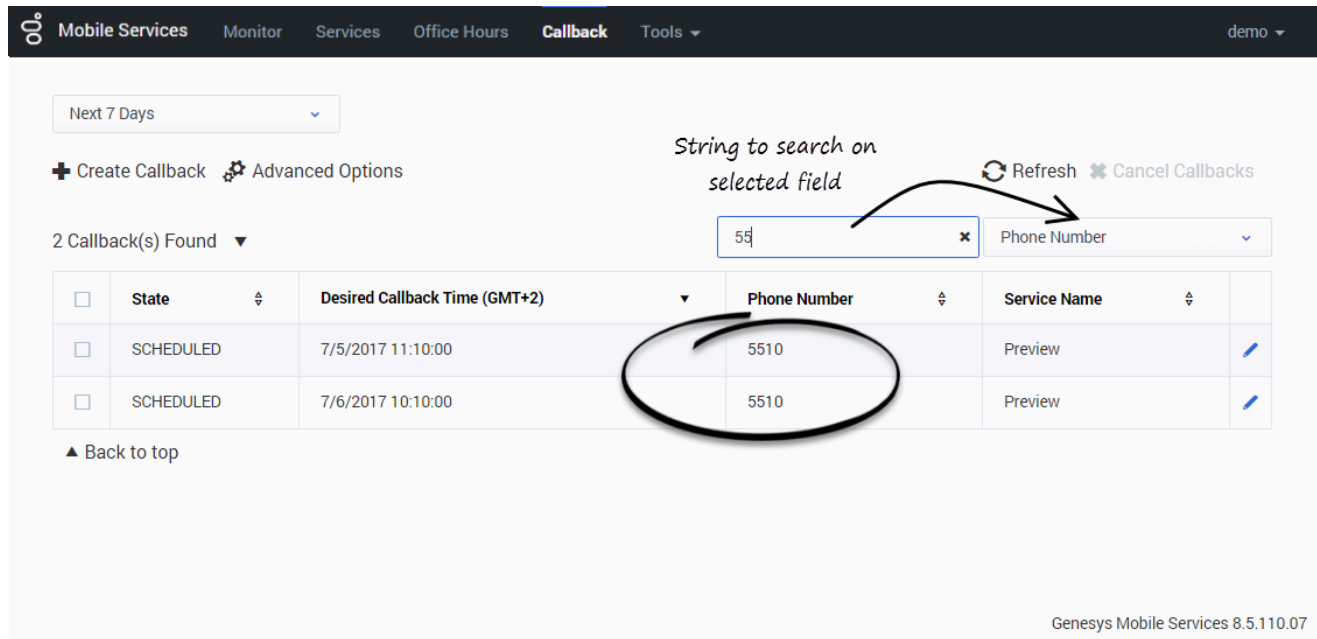 Mobile Services Monitor Services Office Hours Callback Tools demo
Next 7 Days
String to search on
selected field
Create Callback Advanced Options Refresh Cancel Callbacks
2 Callback(s) Found 55 Phone Number
State Desired Callback Time (GMT+2) Phone Number Service Name
SCHEDULED 7/5/2017 11:10:00 5510 Preview
SCHEDULED 7/6/2017 10:10:00 5510 Preview
Back to top
Genesys Mobile Services 8.5.110.07